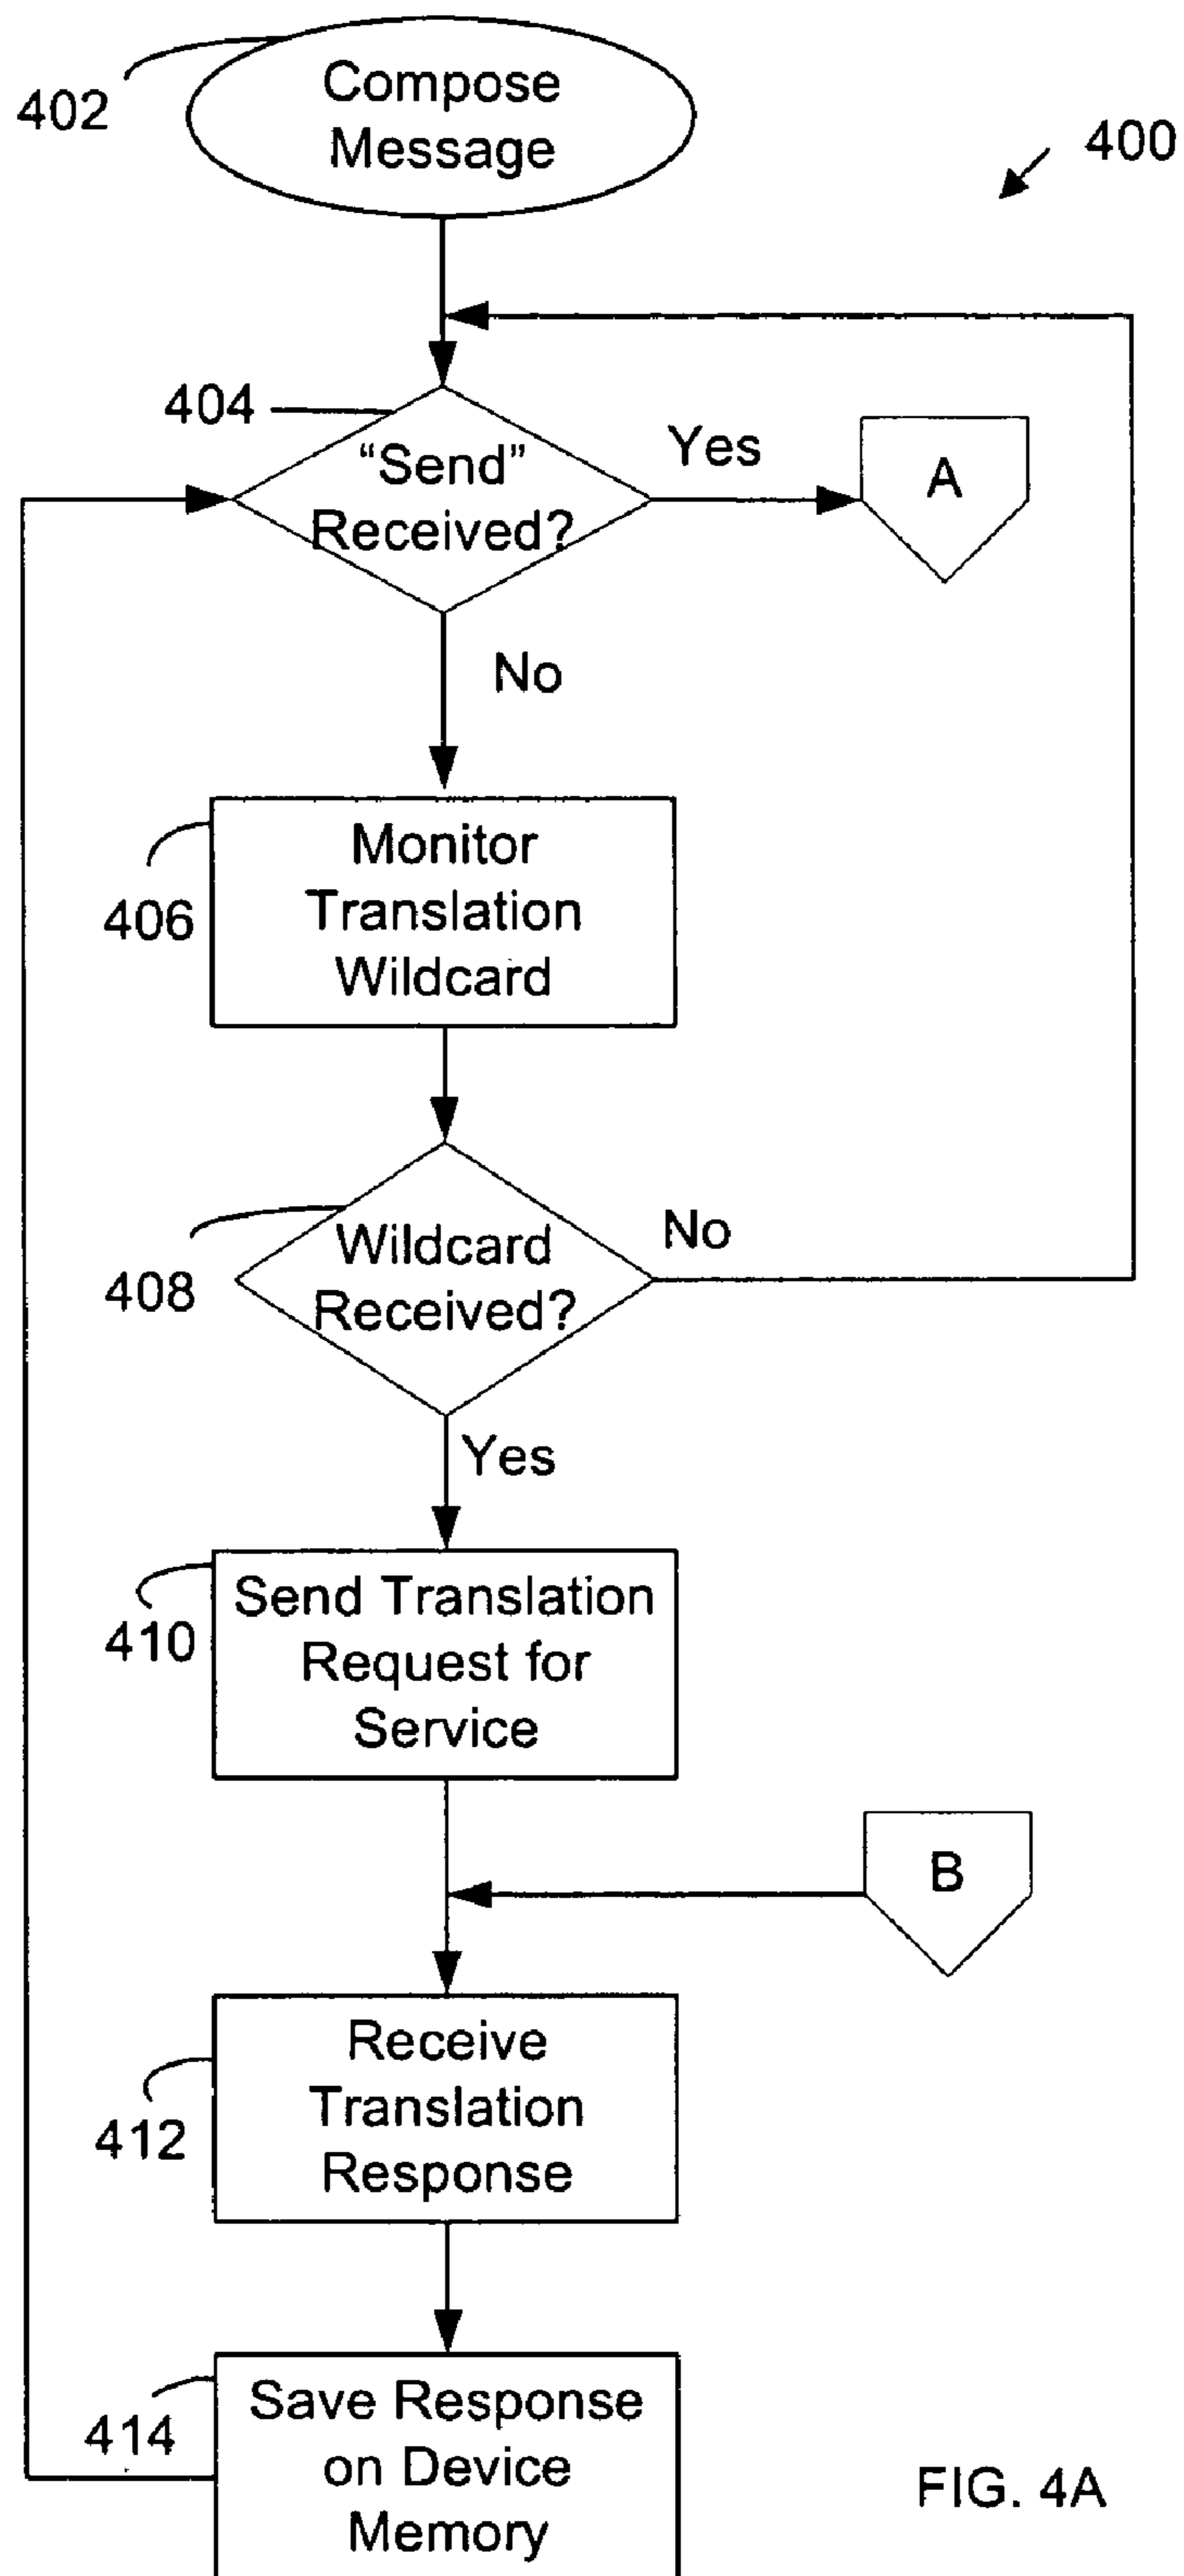 402
Compose
Message
400
404
“Send”
Received?
Yes
A
No
406
Monitor
Translation
Wildcard
408
Wildcard
Received?
No
Yes
410
Send Translation
Request for
Service
B
412
Receive
Translation
Response
414
Save Response
on Device
Memory
FIG. 4A